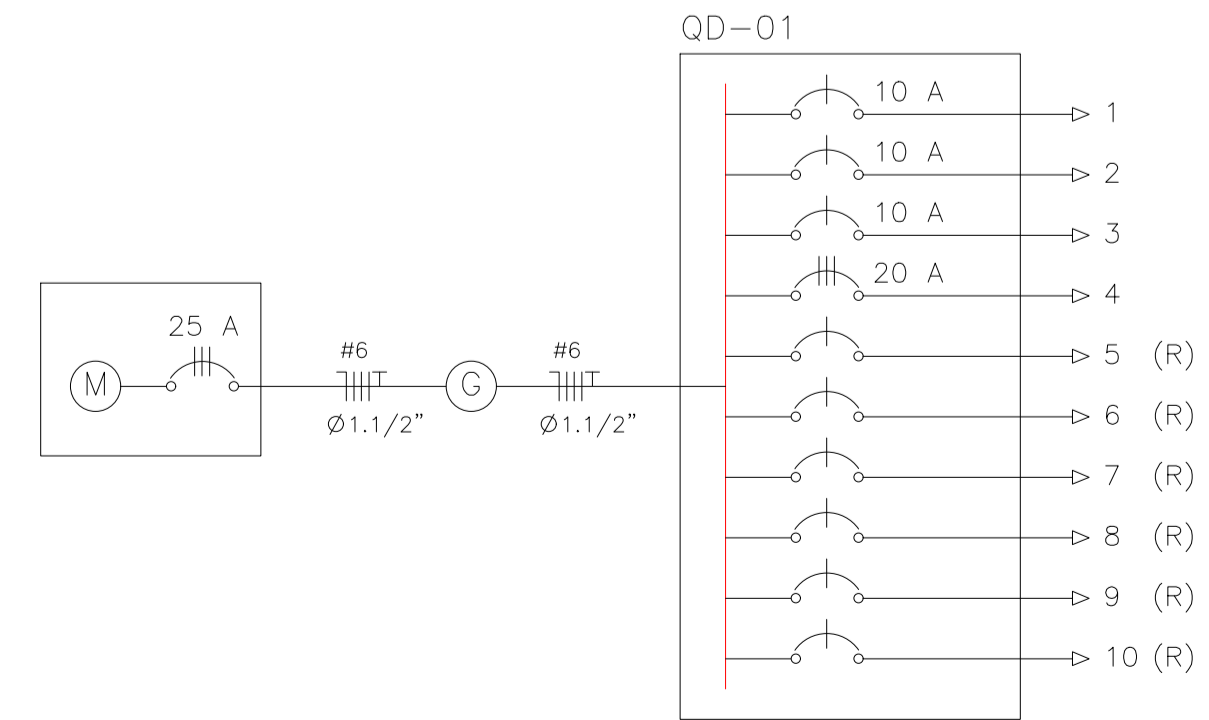 QD-01
10 A
1
10 A
2
10 A
3
20 A
4
25 A
M
#6
Ø1.1/2”
G
#6
Ø1.1/2”
5 (R)
6 (R)
7 (R)
8 (R)
9 (R)
10 (R)